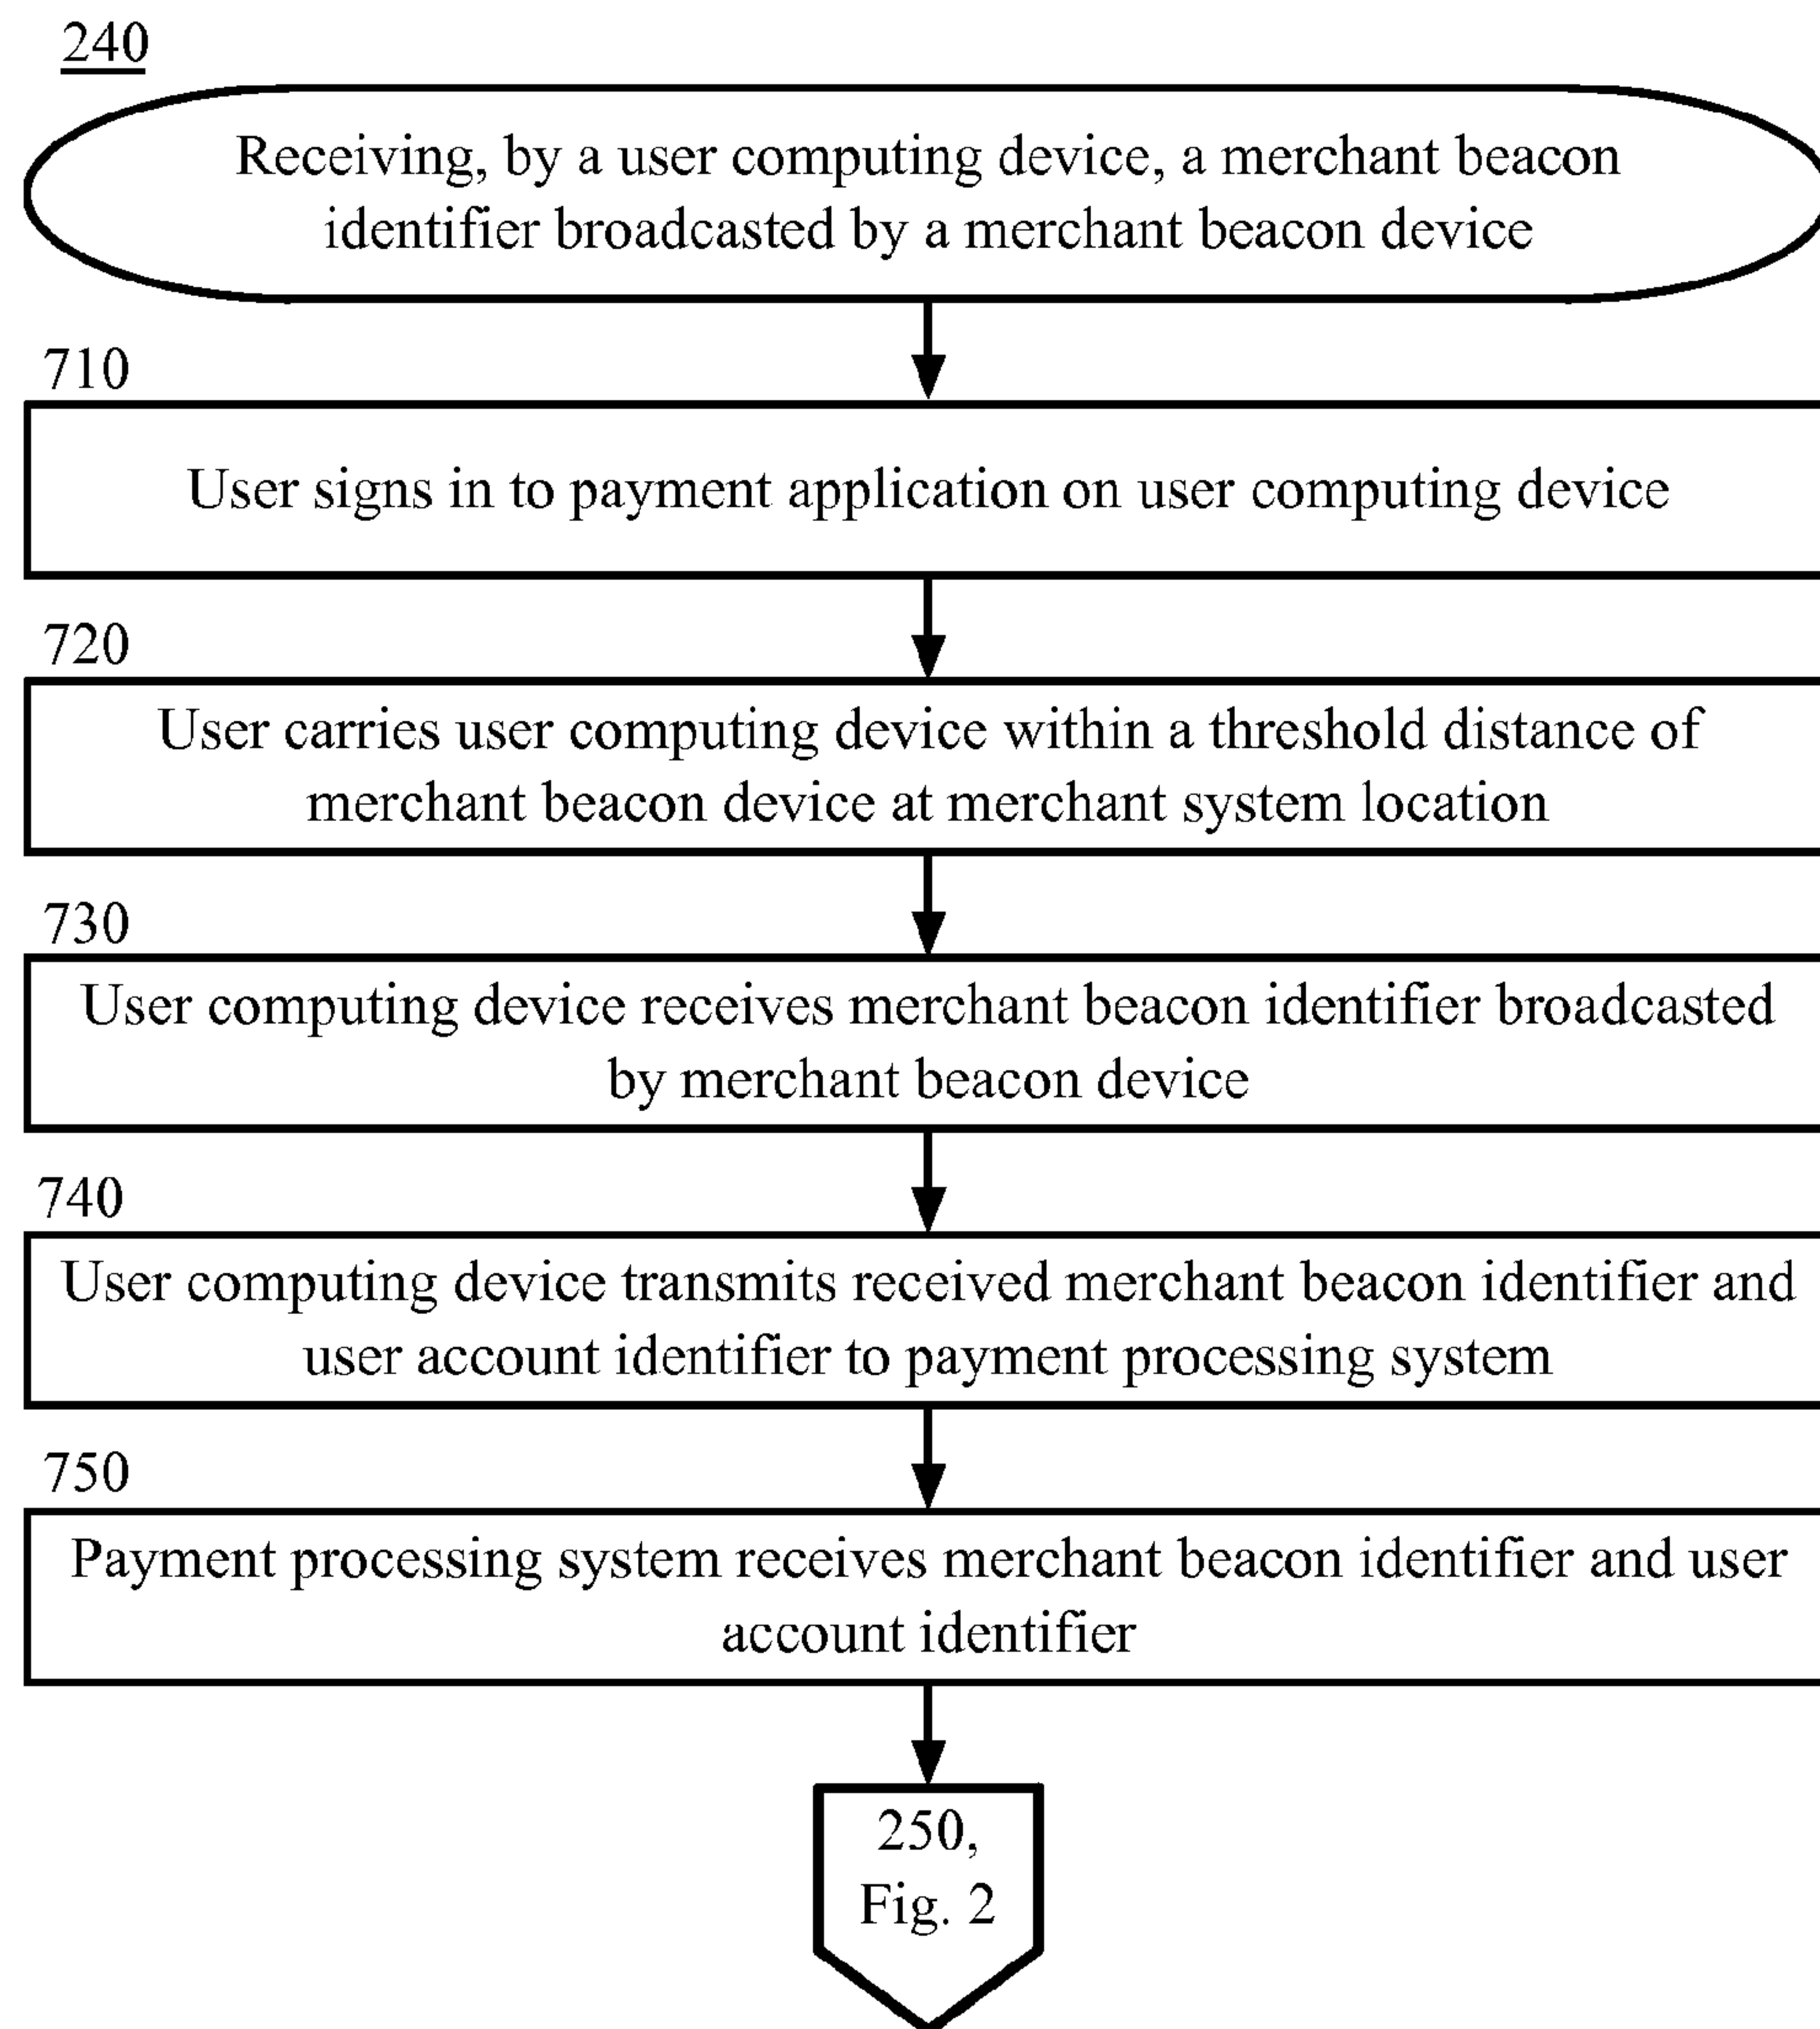 240
Receiving, by a user computing device, a merchant beacon
identifier broadcasted by a merchant beacon device
710
User signs in to payment application on user computing device
720
User carries user computing device within a threshold distance of
merchant beacon device at merchant system location
730
User computing device receives merchant beacon identifier broadcasted
by merchant beacon device
740
User computing device transmits received merchant beacon identifier and
user account identifier to payment processing system
750
Payment processing system receives merchant beacon identifier and user
account identifier
250,
Fig. 2